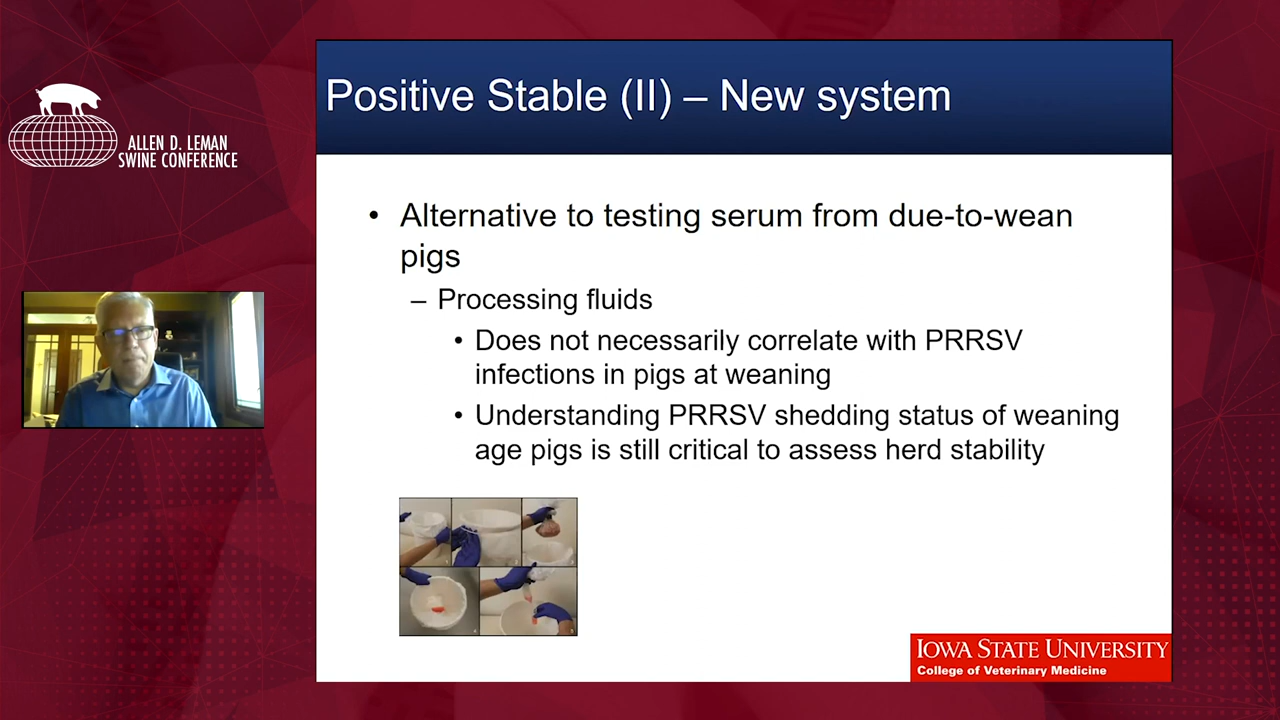 ALLEN D. LEMAN
SWINE CONFERENCE
Positive Stable (II) – New system
• Alternative to testing serum from due-to-wean
pigs
– Processing fluids
• Does not necessarily correlate with PRRSV
infections in pigs at weaning
• Understanding PRRSV shedding status of weaning
age pigs is still critical to assess herd stability
IOWA STATE UNIVERSITY
College of Veterinary Medicine